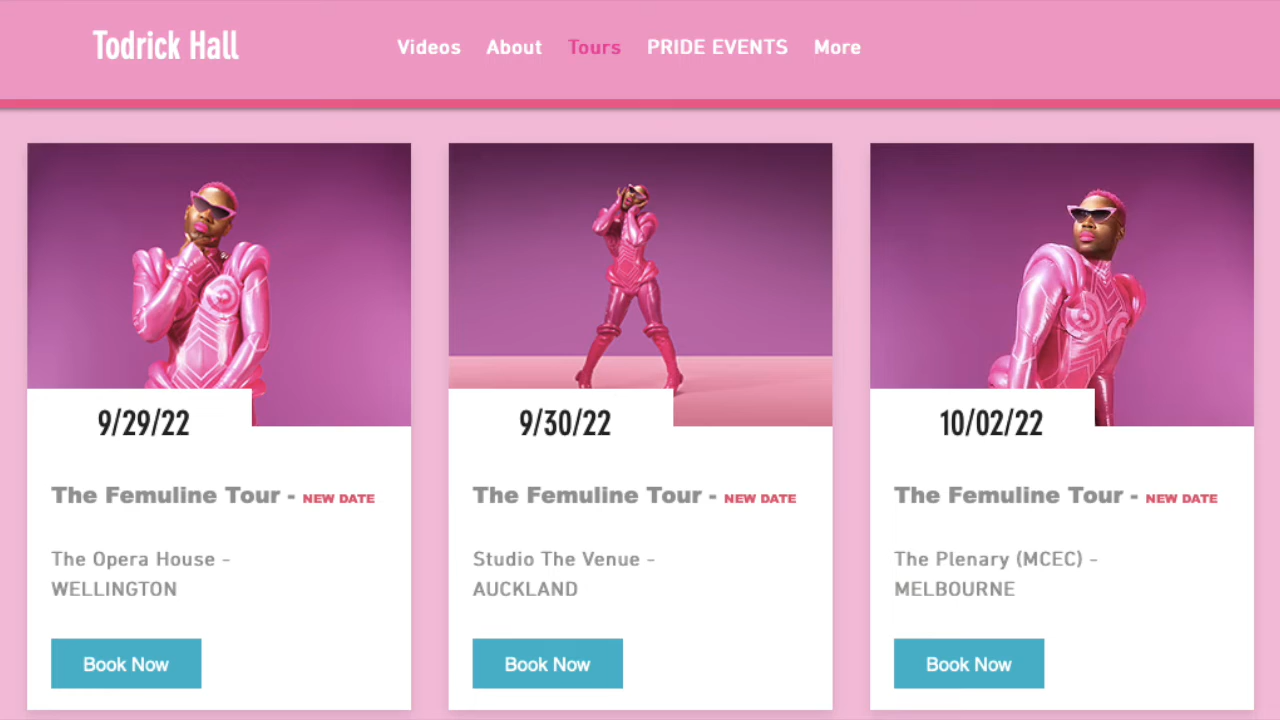 Todrick Hall
Videos About Tours PRIDE EVENTS More
9/29/22
The Femuline Tour - NEW DATE
The Opera House -
WELLINGTON
Book Now
9/30/22
The Femuline Tour - NEW DATE
Studio The Venue -
AUCKLAND
Book Now
10/02/22
The Femuline Tour - NEW DATE
The Plenary (MCEC) -
MELBOURNE
Book Now